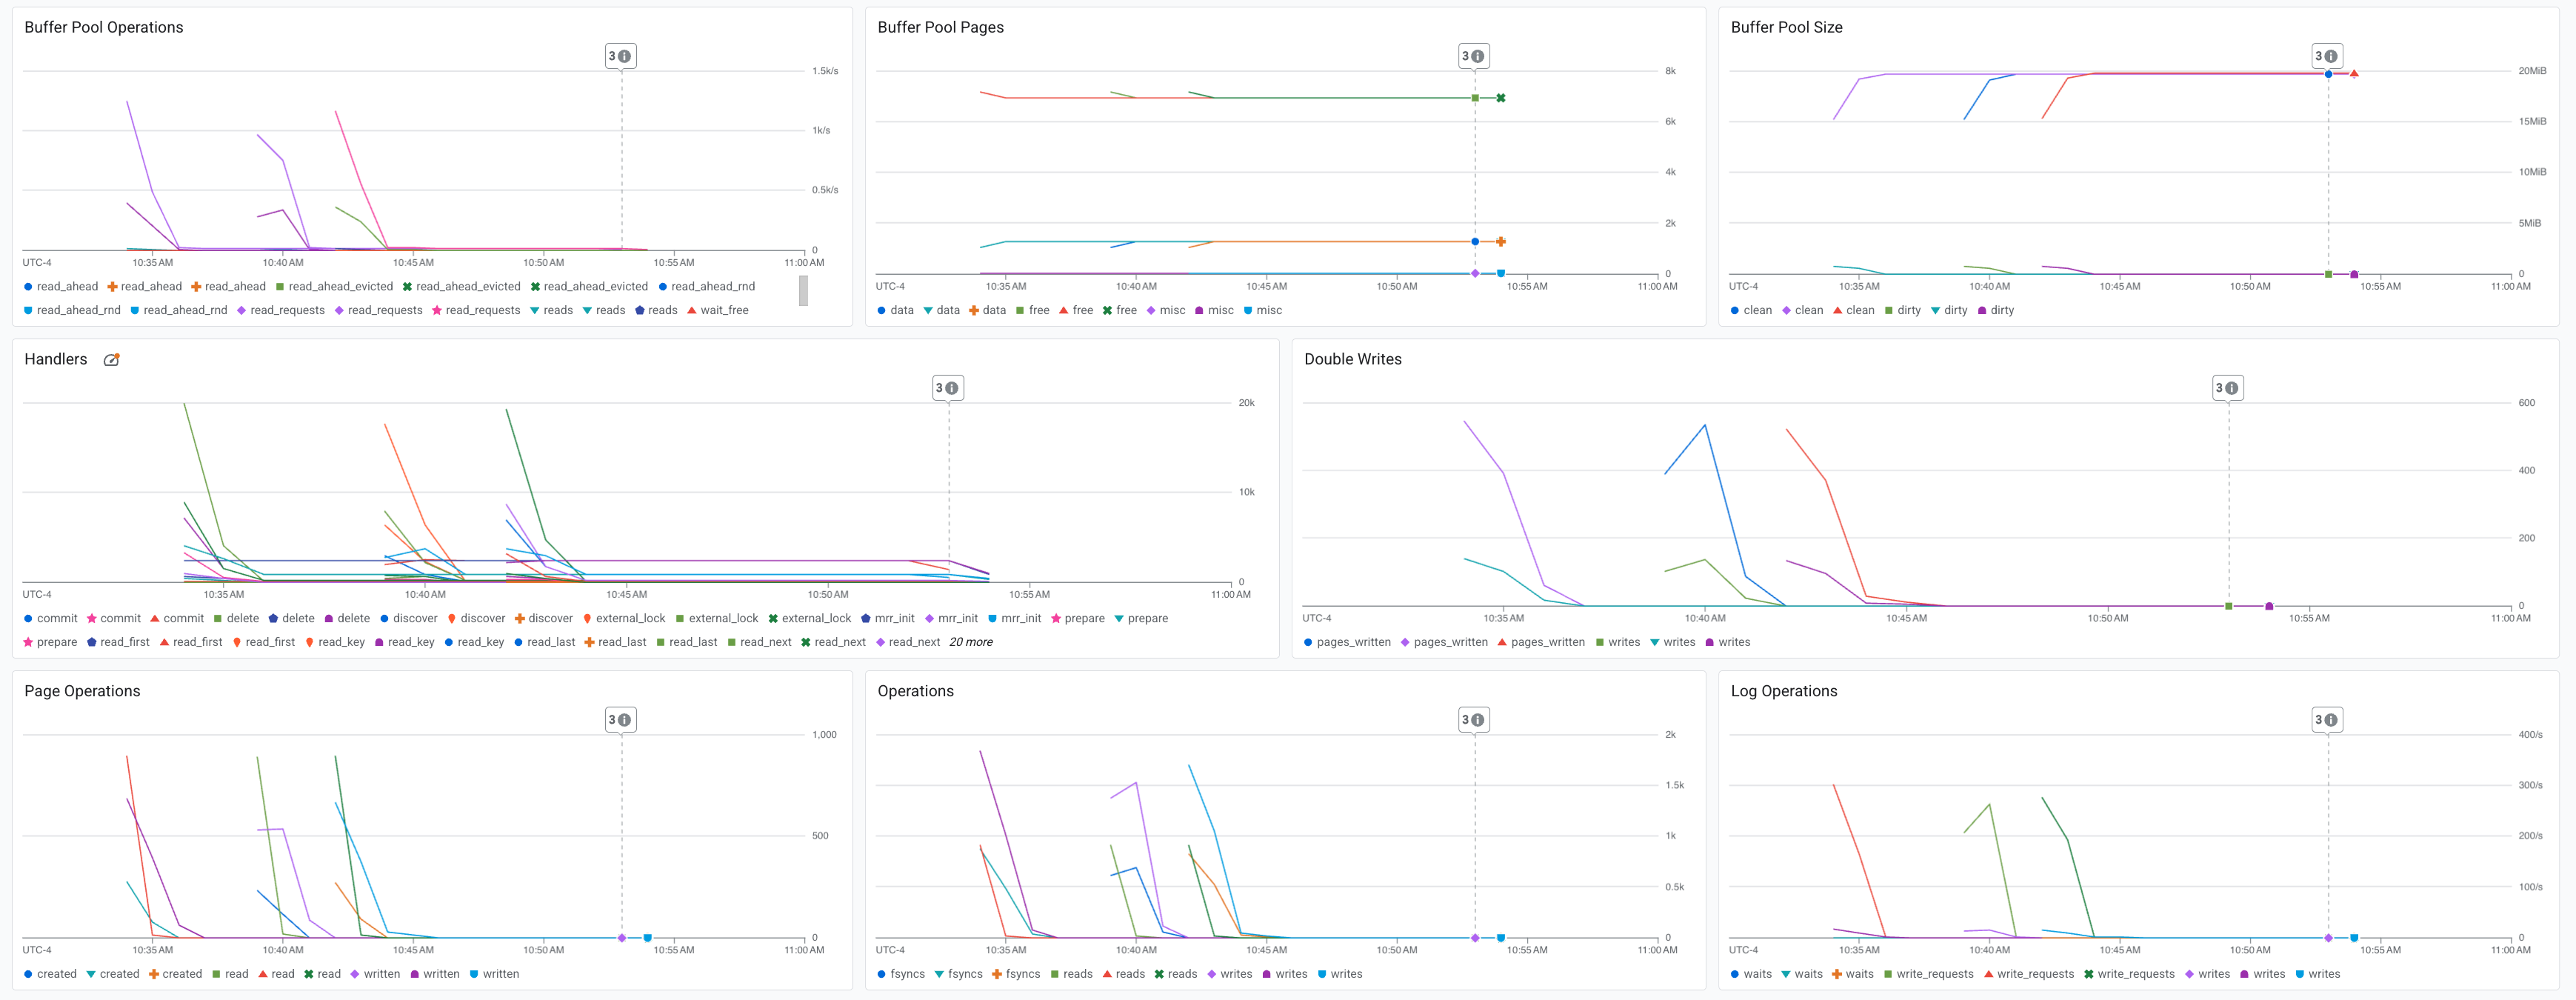 Buffer Pool Operations
3
1.5k/s
1k/s
0.5k/s
0
UTC-4 10:35 AM 10:40 AM 10:45 AM 10:50 AM 10:55 AM 11:00 AM
read_ahead read_ahead read_ahead read_ahead_evicted read_ahead_evicted read_ahead_evicted read_ahead_rnd
read_ahead_rnd read_ahead_rnd read_requests read_requests read_requests reads reads reads wait_free
Buffer Pool Pages
3
8k
6k
4k
2k
0
UTC-4 10:35 AM 10:40 AM 10:45 AM 10:50 AM 10:55 AM 11:00 AM
data data data free free free misc misc misc
Buffer Pool Size
3
20MiB
15MiB
10MiB
5MiB
0
UTC-4 10:35 AM 10:40 AM 10:45 AM 10:50 AM 10:55 AM 11:00 AM
clean clean clean dirty dirty dirty
Handlers
3
20k
10k
0
UTC-4 10:35 AM 10:40 AM 10:45 AM 10:50 AM 10:55 AM 11:00 AM
commit commit commit delete delete delete discover discover discover external_lock external_lock external_lock mrr_init mrr_init mrr_init prepare prepare
prepare read_first read_first read_first read_key read_key read_key read_last read_last read_last read_next read_next read_next 20 more
Double Writes
3
600
400
200
0
UTC-4 10:35 AM 10:40 AM 10:45 AM 10:50 AM 10:55 AM 11:00 AM
pages_written pages_written pages_written writes writes writes
Page Operations
3
1,000
500
0
UTC-4 10:35 AM 10:40 AM 10:45 AM 10:50 AM 10:55 AM 11:00 AM
created created created read read read written written written
Operations
3
2k
1.5k
1k
0.5k
0
UTC-4 10:35 AM 10:40 AM 10:45 AM 10:50 AM 10:55 AM 11:00 AM
fsyncs fsyncs fsyncs reads reads reads writes writes writes
Log Operations
3
400/s
300/s
200/s
100/s
0
UTC-4 10:35 AM 10:40 AM 10:45 AM 10:50 AM 10:55 AM 11:00 AM
waits waits waits write_requests write_requests write_requests writes writes writes